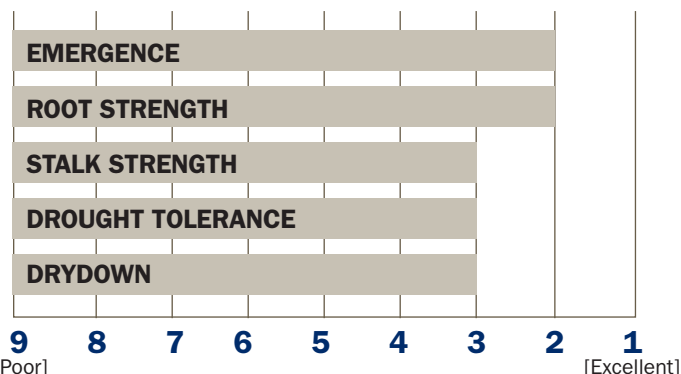 EMERGENCE
ROOT STRENGTH
STALK STRENGTH
DROUGHT TOLERANCE
DRYDOWN
9 8 7 6 5 4 3 2 1
Poor] [Excellent]